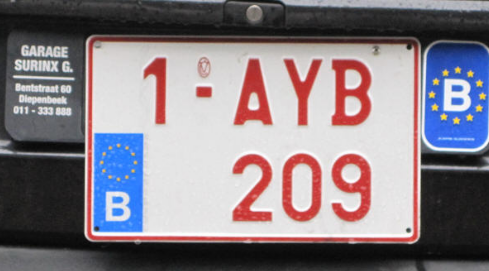 GARAGE
SURINX G.
Bentstraat 60
Diepenbeek
011 - 333 888
1-AYB
209
B
B